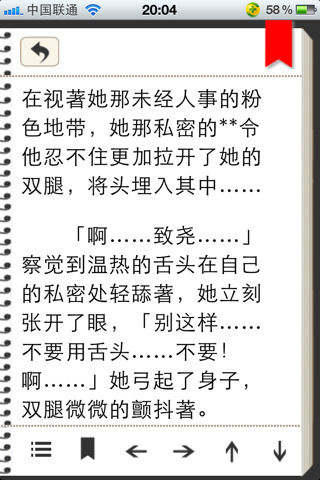 中国联通 20:04 58%
在视著她那未经人事的粉
色地带，她那私密的**令
他忍不住更加拉开了她的
双腿，将头埋入其中……
「啊……致尧……」
察觉到温热的舌头在自己
的私密处轻舔著，她立刻
张开了眼，「别这样……
不要用舌头……不要！
啊……」她弓起了身子，
双腿微微的颤抖著。